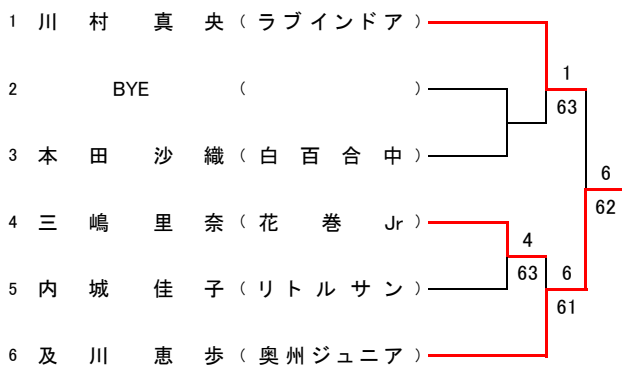 1 川 村 真 央 ( ラブインドア )
1
2 BYE ( )
63
3 本 田 沙 織 ( 白 百 合 中 )
6
4 三 嶋 里 奈 ( 花 巻 Jr )
62
4
63
6
5 内 城 佳 子 ( リトルサン )
61
6 及 川 恵 歩 ( 奥州ジュニア )